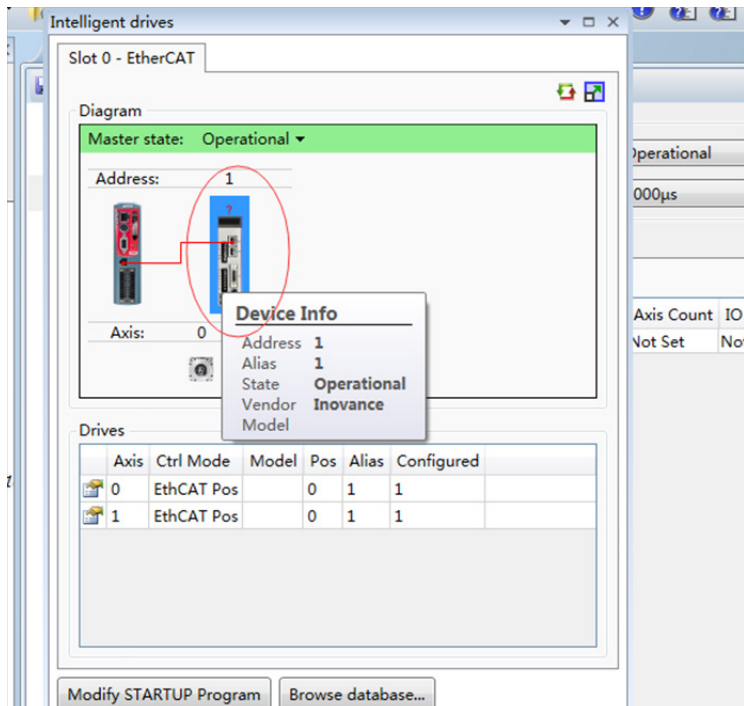 Intelligent drives
Slot 0 - EtherCAT
Diagram
Master state: Operational
Address: 1
?
Axis: 0
Device Info
Address 1
Alias 1
State Operational
Vendor Inovance
Model
Drives
Axis Ctrl Mode Model Pos Alias Configured
0 EthCAT Pos 0 1 1
1 EthCAT Pos 0 1 1
Modify STARTUP Program Browse database...
Operational
000µs
Axis Count IO
Not Set No